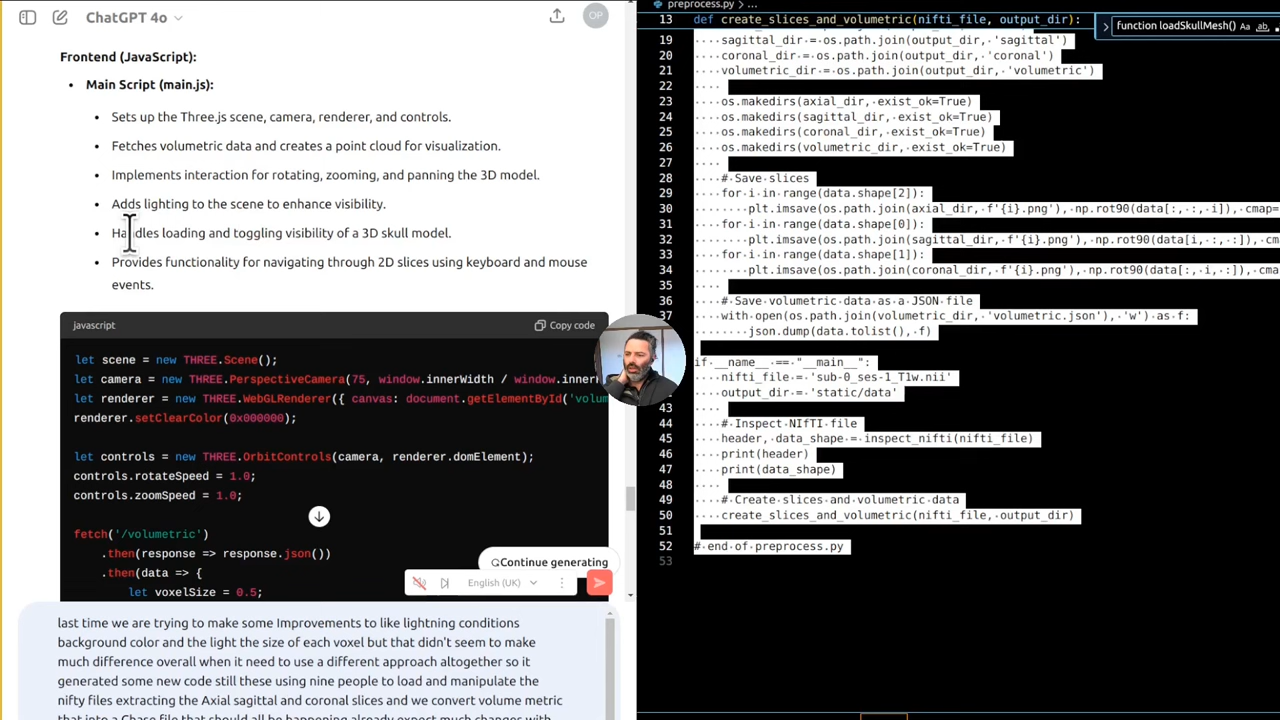 ChatGPT 4o
OP
Frontend (JavaScript):
Main Script (main.js):
Sets up the Three.js scene, camera, renderer, and controls.
Fetches volumetric data and creates a point cloud for visualization.
Implements interaction for rotating, zooming, and panning the 3D model.
Adds lighting to the scene to enhance visibility.
Handles loading and toggling visibility of a 3D skull model.
Provides functionality for navigating through 2D slices using keyboard and mouse
events.
javascript
Copy code
let scene = new THREE.Scene();
let camera = new THREE.PerspectiveCamera(75, window.innerWidth / window.inner
let renderer = new THREE.WebGLRenderer({ canvas: document.getElementById('volum
renderer.setClearColor(0x000000);
let controls = new THREE.OrbitControls(camera, renderer.domElement);
controls.rotateSpeed = 1.0;
controls.zoomSpeed = 1.0;
fetch('/volumetric')
.then(response => response.json())
.then(data => {
let voxelSize = 0.5;
Continue generating
English (UK)
last time we are trying to make some Improvements to like lightning conditions
background color and the light the size of each voxel but that didn't seem to make
much difference overall when it need to use a different approach altogether so it
generated some new code still these using nine people to load and manipulate the
nifty files extracting the Axial sagittal and coronal slices and we convert volume metric
that into a Chase file that should all be happening already expect much changes with
preprocess.py > ...
13 def create_slices_and_volumetric(nifti_file, output_dir):
function loadSkullMesh() Aa ab
19 sagittal_dir = os.path.join(output_dir, 'sagittal')
20 coronal_dir = os.path.join(output_dir, 'coronal')
21 volumetric_dir = os.path.join(output_dir, 'volumetric')
22
23 os.makedirs(axial_dir, exist_ok=True)
24 os.makedirs(sagittal_dir, exist_ok=True)
25 os.makedirs(coronal_dir, exist_ok=True)
26 os.makedirs(volumetric_dir, exist_ok=True)
27
28 # Save slices
29 for i in range(data.shape[2]):
30 plt.imsave(os.path.join(axial_dir, f'{i}.png'), np.rot90(data[:, :, i]), cmap=
31 for i in range(data.shape[0]):
32 plt.imsave(os.path.join(sagittal_dir, f'{i}.png'), np.rot90(data[i, :, :]), c
33 for i in range(data.shape[1]):
34 plt.imsave(os.path.join(coronal_dir, f'{i}.png'), np.rot90(data[:, i, :]), cm
35
36 # Save volumetric data as a JSON file
37 with open(os.path.join(volumetric_dir, 'volumetric.json'), 'w') as f:
json.dump(data.tolist(), f)
if __name__ == "__main__":
nifti_file = 'sub-0_ses-1_T1w.nii'
output_dir = 'static/data'
43
44 # Inspect NIfTI file
45 header, data_shape = inspect_nifti(nifti_file)
46 print(header)
47 print(data_shape)
48
49 # Create slices and volumetric data
50 create_slices_and_volumetric(nifti_file, output_dir)
51
52 # end of preprocess.py
53